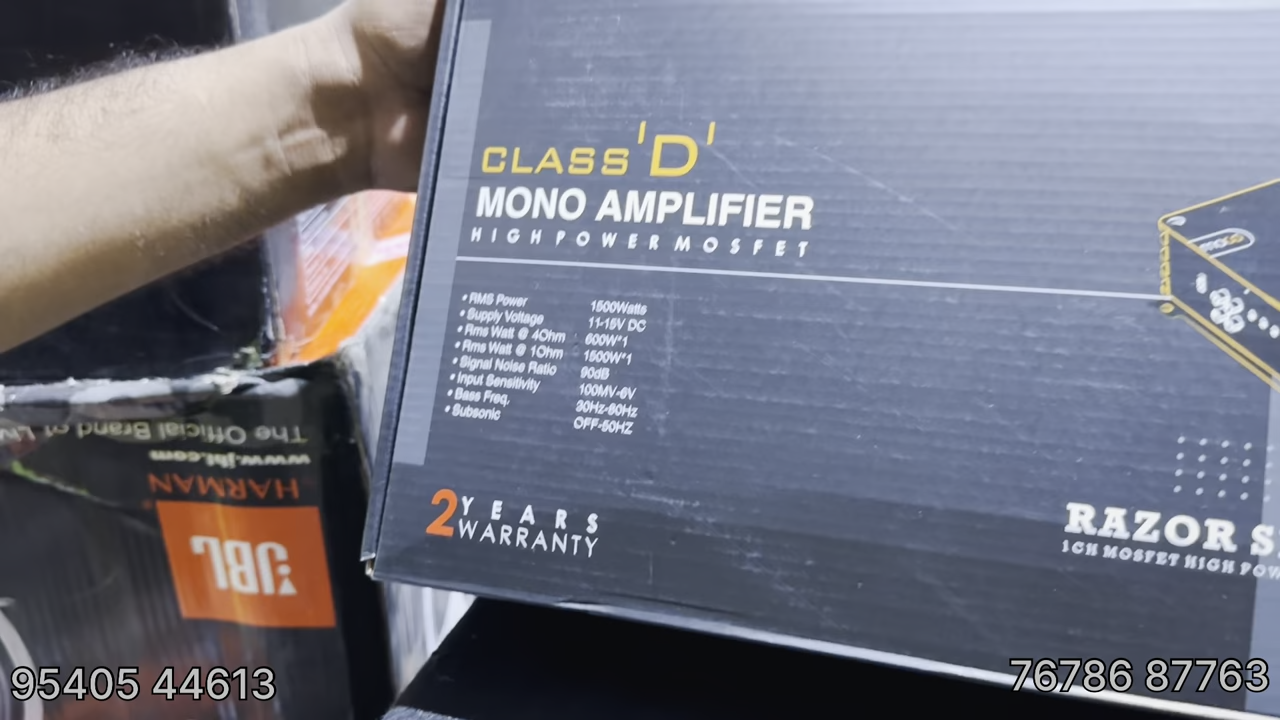 CLASS 'D'
MONO AMPLIFIER
HIGH POWER MOSFET
• RMS Power 1500Watts
• Supply Voltage 11-15V DC
• Rms Watt @ 4Ohm 600W*1
• Rms Watt @ 1Ohm 1500W*1
• Signal Noise Ratio 90dB
• Input Sensitivity 100MV-6V
• Bass Freq. 30Hz-80Hz
• Subsonic OFF-50HZ
2 YEARS
WARRANTY
RAZOR S
1CH MOSFET HIGH POW
The Official Brand of Liv
www.jbl.com
HARMAN
JBL
95405 44613
76786 87763